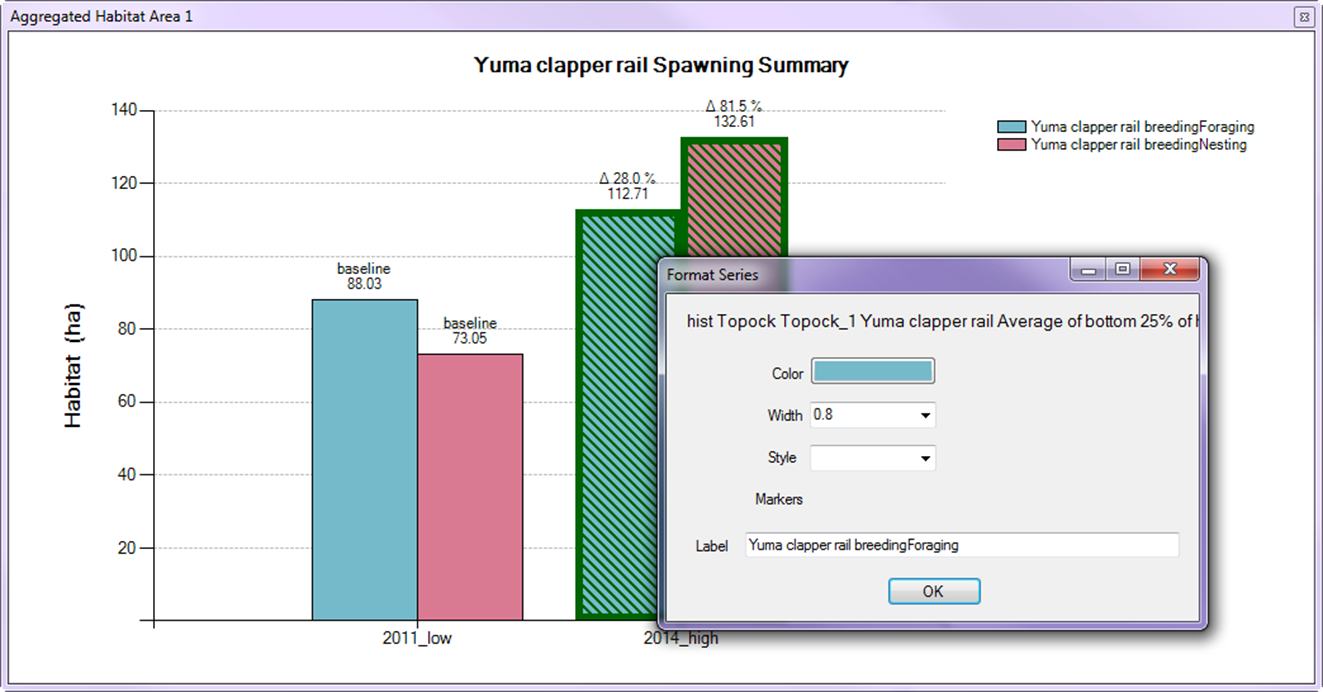 Aggregated Habitat Area 1
Yuma clapper rail Spawning Summary
Habitat (ha)
140
120
100
80
60
40
20
baseline
88.03
baseline
73.05
Δ 28.0 %
112.71
Δ 81.5 %
132.61
2011_low
2014_high
Yuma clapper rail breedingForaging
Yuma clapper rail breedingNesting
Format Series
hist Topock Topock_1 Yuma clapper rail Average of bottom 25% of
Color
Width 0.8
Style
Markers
Label Yuma clapper rail breedingForaging
OK